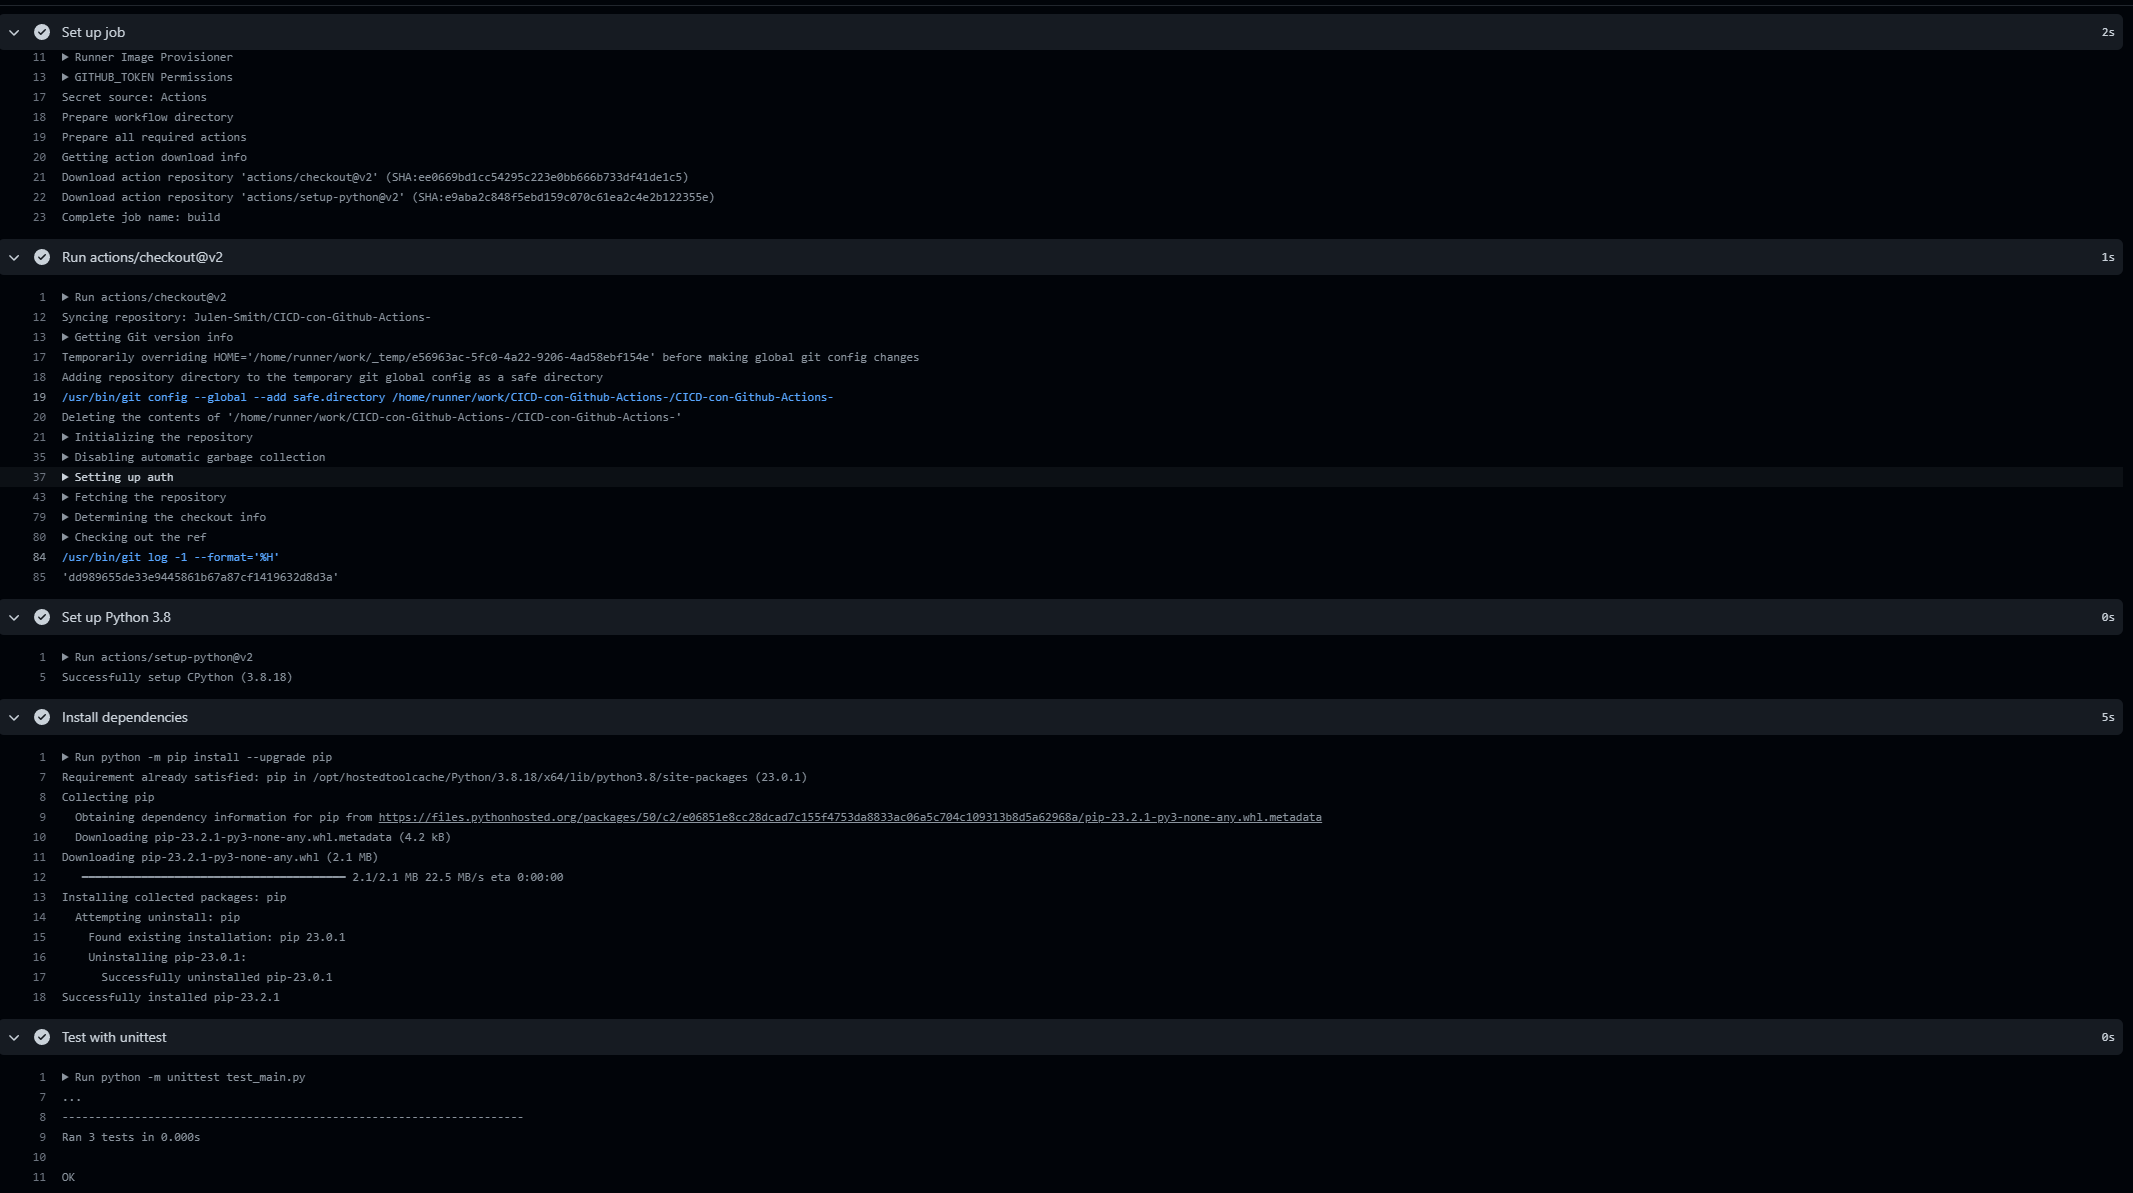 Set up job 2s
11 Runner Image Provisioner
13 GITHUB_TOKEN Permissions
17 Secret source: Actions
18 Prepare workflow directory
19 Prepare all required actions
20 Getting action download info
21 Download action repository 'actions/checkout@v2' (SHA:ee0669bd1cc54295c223e0bb666b733df41de1c5)
22 Download action repository 'actions/setup-python@v2' (SHA:e9aba2c848f5ebd159c070c61ea2c4e2b122355e)
23 Complete job name: build
Run actions/checkout@v2 1s
1 Run actions/checkout@v2
12 Syncing repository: Julen-Smith/CICD-con-Github-Actions-
13 Getting Git version info
17 Temporarily overriding HOME='/home/runner/work/_temp/e56963ac-5fc0-4a22-9206-4ad58ebf154e' before making global git config changes
18 Adding repository directory to the temporary git global config as a safe directory
19 /usr/bin/git config --global --add safe.directory /home/runner/work/CICD-con-Github-Actions-/CICD-con-Github-Actions-
20 Deleting the contents of '/home/runner/work/CICD-con-Github-Actions-/CICD-con-Github-Actions-'
21 Initializing the repository
35 Disabling automatic garbage collection
37 Setting up auth
43 Fetching the repository
79 Determining the checkout info
80 Checking out the ref
84 /usr/bin/git log -1 --format='%H'
85 'dd989655de33e9445861b67a87cf1419632d8d3a'
Set up Python 3.8 0s
1 Run actions/setup-python@v2
5 Successfully setup CPython (3.8.18)
Install dependencies 5s
1 Run python -m pip install --upgrade pip
7 Requirement already satisfied: pip in /opt/hostedtoolcache/Python/3.8.18/x64/lib/python3.8/site-packages (23.0.1)
8 Collecting pip
9 Obtaining dependency information for pip from https://files.pythonhosted.org/packages/50/c2/e06851e8cc28dcad7c155f4753da8833ac06a5c704c109313b8d5a62968a/pip-23.2.1-py3-none-any.whl.metadata
10 Downloading pip-23.2.1-py3-none-any.whl.metadata (4.2 kB)
11 Downloading pip-23.2.1-py3-none-any.whl (2.1 MB)
12 ━━━━━━━━━━━━━━━━━━━━━━━━━━━━━━━━━━━━━━━━ 2.1/2.1 MB 22.5 MB/s eta 0:00:00
13 Installing collected packages: pip
14 Attempting uninstall: pip
15 Found existing installation: pip 23.0.1
16 Uninstalling pip-23.0.1:
17 Successfully uninstalled pip-23.0.1
18 Successfully installed pip-23.2.1
Test with unittest 0s
1 Run python -m unittest test_main.py
7 ...
8 ----------------------------------------------------------------------
9 Ran 3 tests in 0.000s
10
11 OK